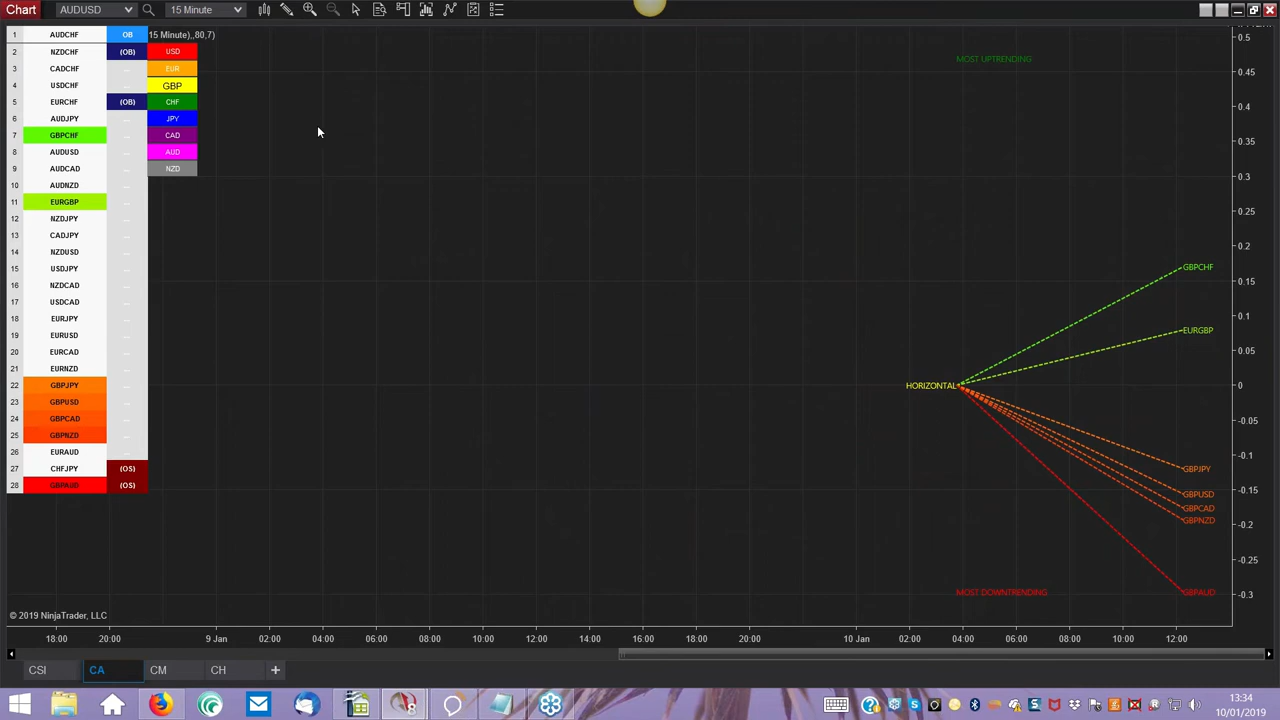 Chart AUDUSD 15 Minute
1 AUDCHF OB 15 Minute),,80,7)
2 NZDCHF (OB) USD
3 CADCHF ... EUR
4 USDCHF ... GBP
5 EURCHF (OB) CHF
6 AUDJPY ... JPY
7 GBPCHF ... CAD
8 AUDUSD ... AUD
9 AUDCAD ... NZD
10 AUDNZD ...
11 EURGBP ...
12 NZDJPY ...
13 CADJPY ...
14 NZDUSD ...
15 USDJPY ...
16 NZDCAD ...
17 USDCAD ...
18 EURJPY ...
19 EURUSD ...
20 EURCAD ...
21 EURNZD ...
22 GBPJPY ...
23 GBPUSD ...
24 GBPCAD ...
25 GBPNZD ...
26 EURAUD ...
27 CHFJPY (OS)
28 GBPAUD (OS)
MOST UPTRENDING
GBPCHF
EURGBP
HORIZONTAL
GBPJPY
GBPUSD
GBPCAD
GBPNZD
MOST DOWNTRENDING GBPAUD
0.5
0.45
0.4
0.35
0.3
0.25
0.2
0.15
0.1
0.05
0
-0.05
-0.1
-0.15
-0.2
-0.25
-0.3
© 2019 NinjaTrader, LLC
18:00 20:00 9 Jan 02:00 04:00 06:00 08:00 10:00 12:00 14:00 16:00 18:00 20:00 10 Jan 02:00 04:00 06:00 08:00 10:00 12:00
CSI CA CM CH +
13:34
10/01/2019